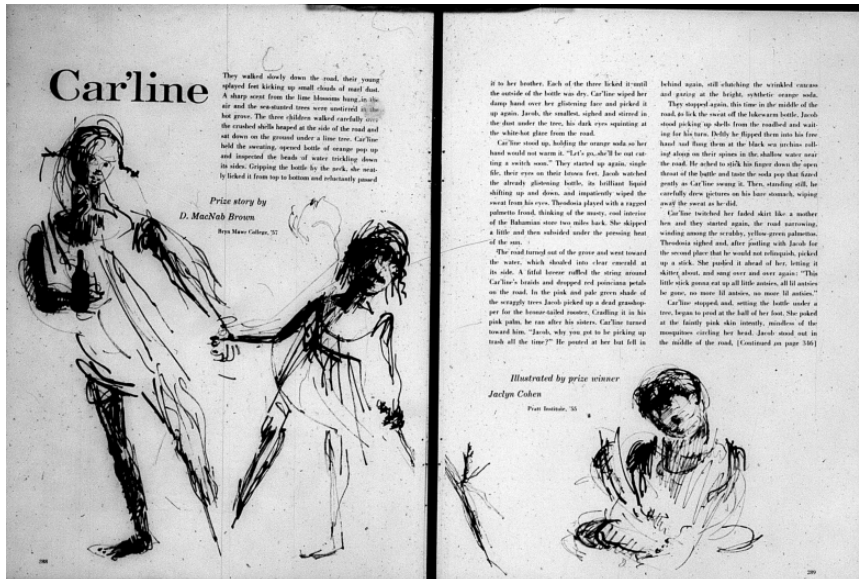 Car'line
They walked slowly down the road, their young
splayed feet kicking up small clouds of marl dust.
A sharp scent from the lime blossoms hung in the
air and the sea-stunted trees were unstirred in the
hot grove. The three children walked carefully over
the crushed shells heaped at the side of the road and
sat down on the ground under a lime tree. Car'line
held the sweating, opened bottle of orange pop up
and inspected the beads of water trickling down
its sides. Gripping the bottle by the neck, she neat-
ly licked it from top to bottom and reluctantly passed
Prize story by
D. MacNab Brown
Bryn Mawr College, '57
200
it to her brother. Each of the three licked it until
the outside of the bottle was dry. Car'line wiped her
damp hand over her glistening face and picked it
up again. Jacob, the smallest, sighed and stirred in
the dust under the tree, his dark eyes squinting at
the white-hot glare from the road.
Car'line stood up, holding the orange soda so her
hand would not warm it. "Let's go, she'll be out cut-
ting a switch soon." They started up again, single
file, their eyes on their brown feet. Jacob watched
the already glistening bottle, its brilliant liquid
shifting up and down, and impatiently wiped the
sweat from his eyes. Theodosia played with a ragged
palmetto frond, thinking of the musty, cool interior
of the Bahamian store two miles back. She skipped
a little and then subsided under the pressing heat
of the sun.
The road turned out of the grove and went toward
the water, which shoaled into clear emerald at
its side. A fitful breeze ruffled the string around
Car'line's braids and dropped red poinciana petals
on the road. In the pink and pale green shade of
the scraggly trees Jacob picked up a dead grasshop-
per for the bronze-tailed rooster. Cradling it in his
pink palm, he ran after his sisters. Car'line turned
toward him. "Jacob, why you got to be picking up
trash all the time?" He pouted at her but fell in
behind again, still clutching the wrinkled carcass
and gazing at the bright, synthetic orange soda.
They stopped again, this time in the middle of the
road, to lick the sweat off the lukewarm bottle. Jacob
stood picking up shells from the roadbed and wait-
ing for his turn. Deftly he flipped them into his free
hand and flung them at the black sea urchins roll-
ing along on their spines in the shallow water near
the road. He ached to stick his finger down the open
throat of the bottle and taste the soda pop that fizzed
gently as Car'line swung it. Then, standing still, he
carefully drew pictures on his bare stomach, wiping
away the sweat as he did.
Car'line twitched her faded skirt like a mother
hen and they started again, the road narrowing,
winding among the scrubby, yellow-green palmettos.
Theodosia sighed and, after jostling with Jacob for
the second place that he would not relinquish, picked
up a stick. She pushed it ahead of her, letting it
skitter about, and sung over and over again: "This
little stick gonna eat up all little antsies, all lil antsies
be gone, no more lil antsies, no more lil antsies."
Car'line stopped and, setting the bottle under a
tree, began to prod at the ball of her foot. She poked
at the faintly pink skin intently, mindless of the
mosquitoes circling her head. Jacob stood out in
the middle of the road, [Continued on page 346]
Illustrated by prize winner
Jaclyn Cohen
Pratt Institute, '55
209